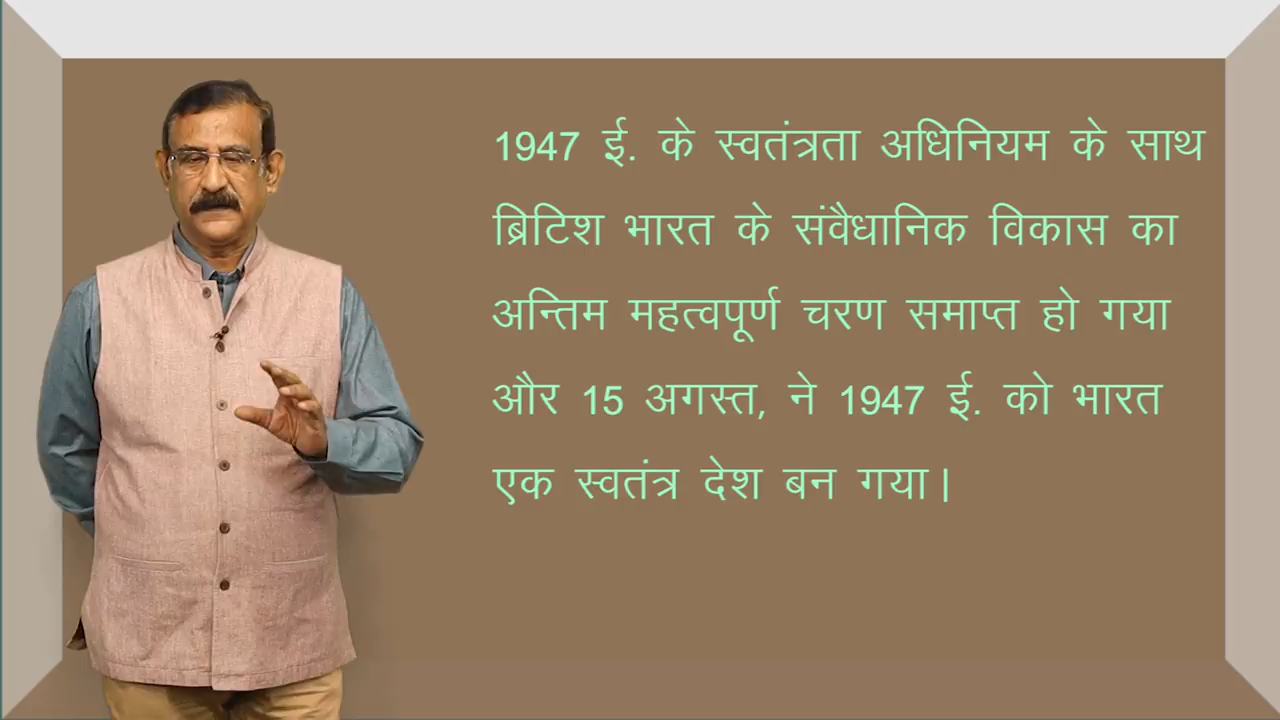 1947 ई. के स्वतंत्रता अधिनियम के साथ
ब्रिटिश भारत के संवैधानिक विकास का
अन्तिम महत्वपूर्ण चरण समाप्त हो गया
और 15 अगस्त, ने 1947 ई. को भारत
एक स्वतंत्र देश बन गया।